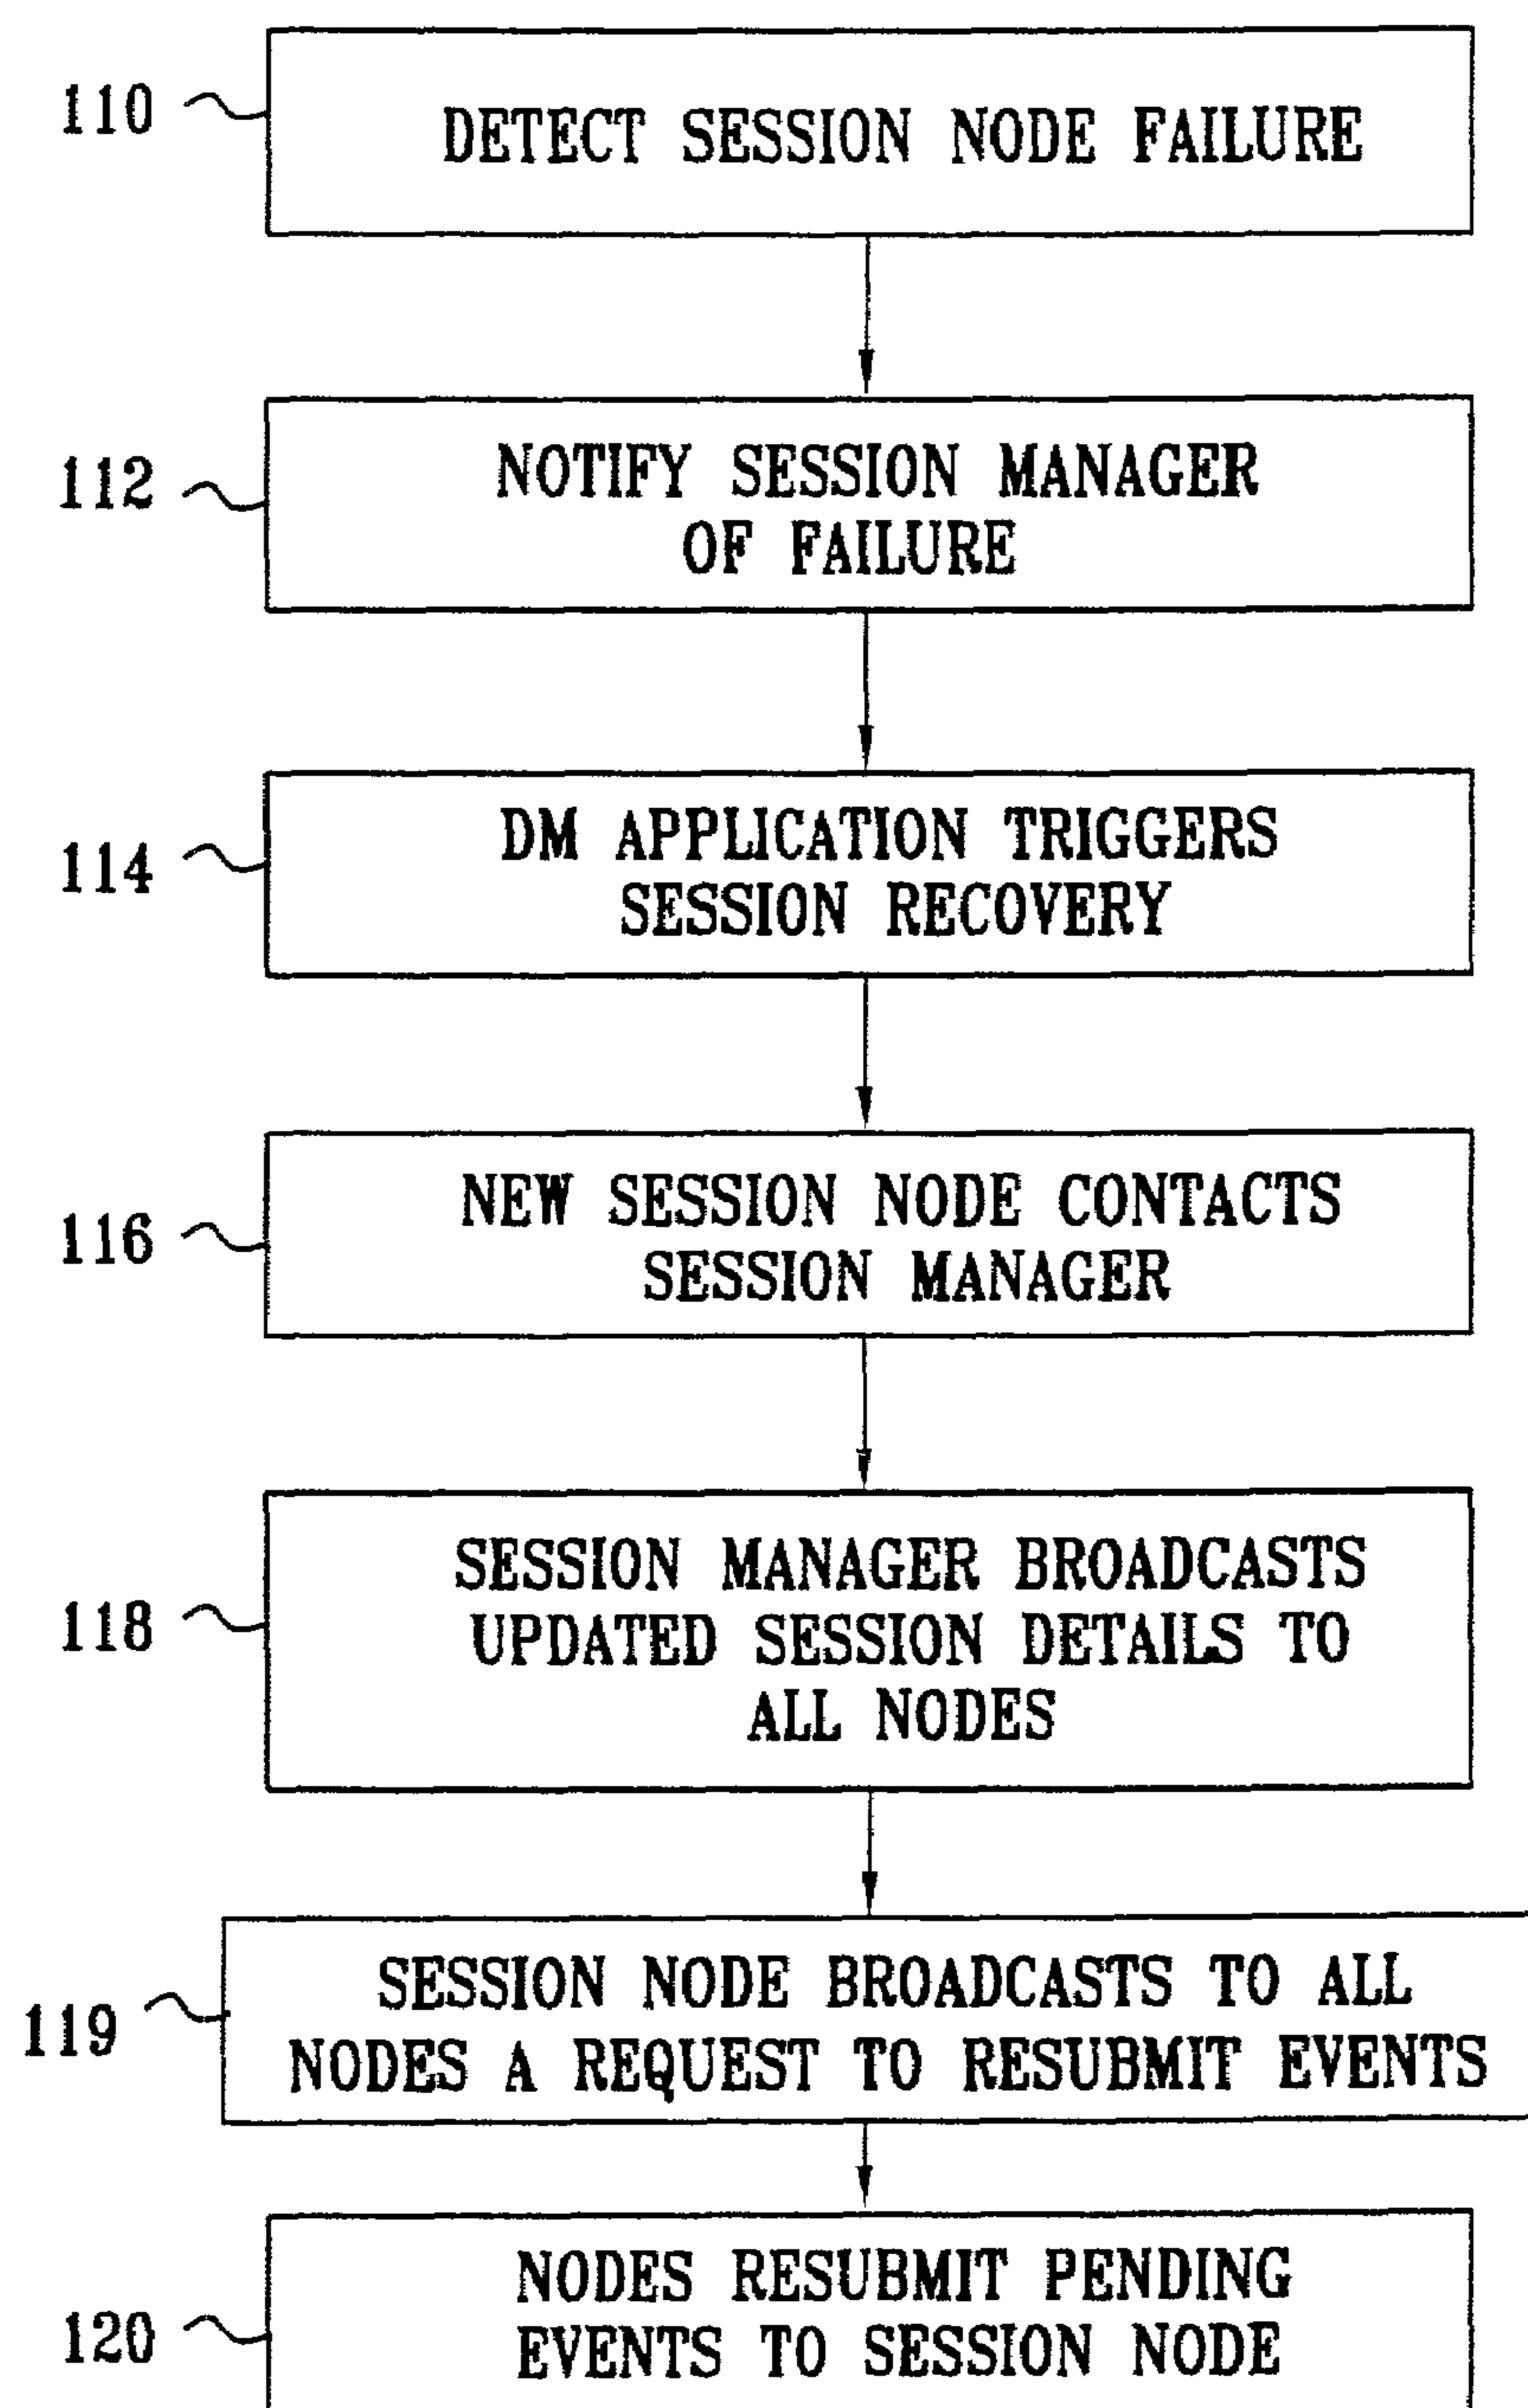 110
DETECT SESSION NODE FAILURE
112
NOTIFY SESSION MANAGER
OF FAILURE
114
DM APPLICATION TRIGGERS
SESSION RECOVERY
116
NEW SESSION NODE CONTACTS
SESSION MANAGER
118
SESSION MANAGER BROADCASTS
UPDATED SESSION DETAILS TO
ALL NODES
119
SESSION NODE BROADCASTS TO ALL
NODES A REQUEST TO RESUBMIT EVENTS
120
NODES RESUBMIT PENDING
EVENTS TO SESSION NODE